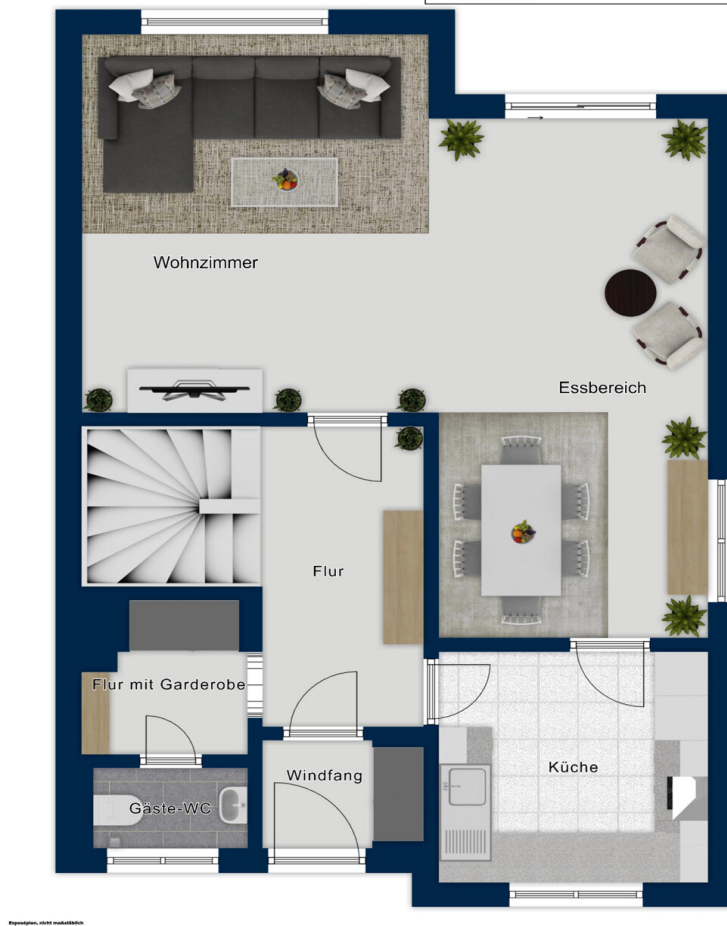 Wohnzimmer
Essbereich
Flur
Flur mit Garderobe
Küche
Windfang
Gäste-WC
Exposéplan, nicht maßstäblich